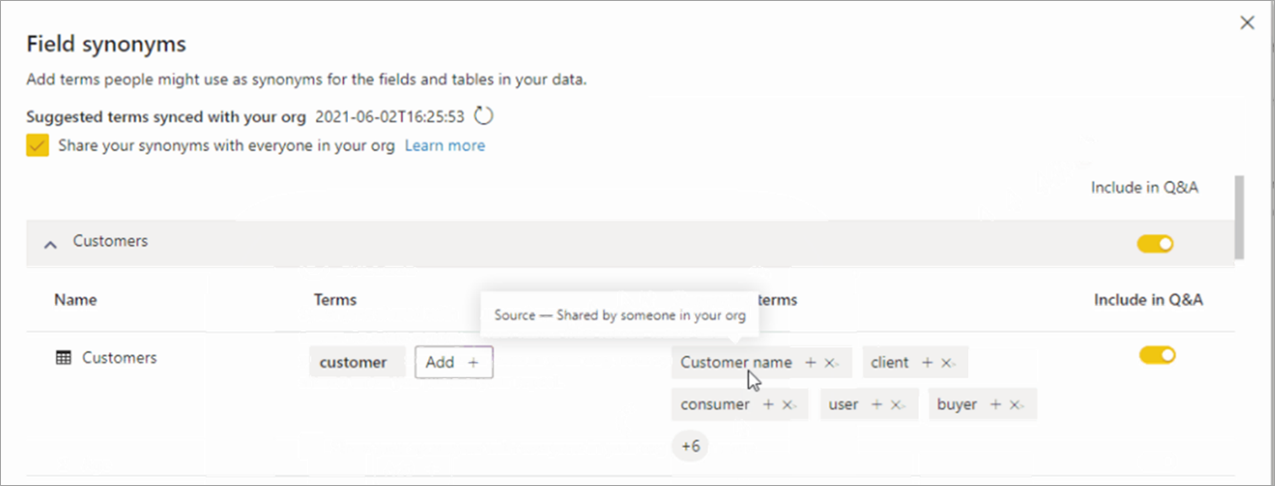 Field synonyms
Add terms people might use as synonyms for the fields and tables in your data.
Suggested terms synced with your org 2021-06-02T16:25:53
Share your synonyms with everyone in your org Learn more
Include in Q&A
Customers
Name Terms terms Include in Q&A
Source — Shared by someone in your org
Customers customer Add + Customer name + × client + ×
consumer + × user + × buyer + ×
+6